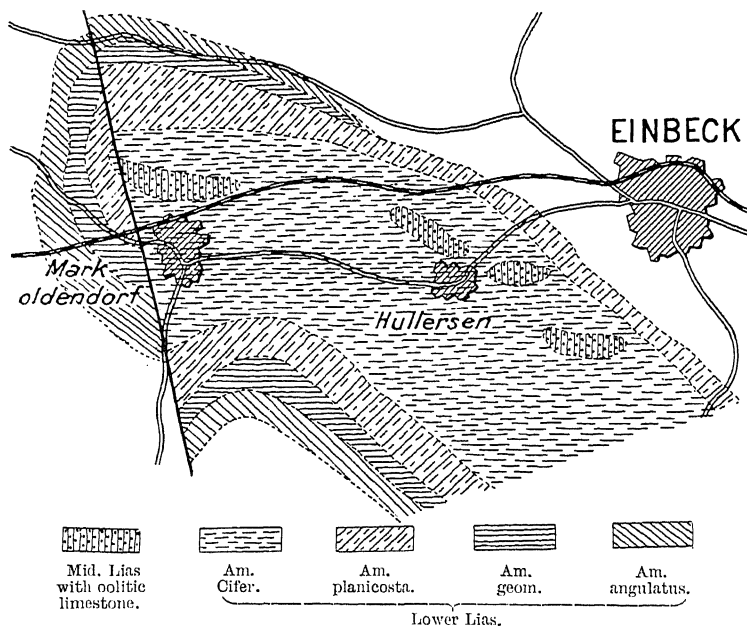 EINBECK
Mark
oldendorf
Hullersen
Mid. Lias
with oolitic
limestone.
Am.
Cifer.
Am.
planicosta.
Am.
geom.
Am.
angulatus.
Lower Lias.